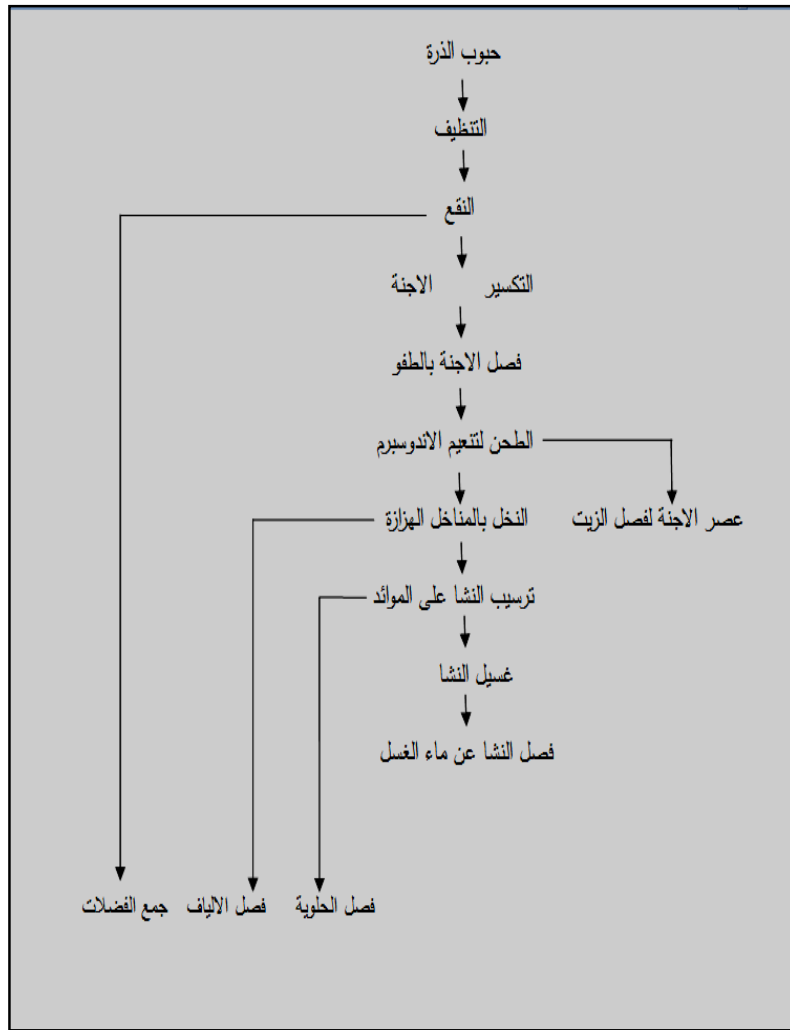 حبوب الذرة
التنظيف
النقع
التكسير الاجنة
فصل الاجنة بالطفو
الطحن لتنعيم الاندوسبرم
النخل بالمناخل الهزازة عصر الاجنة لفصل الزيت
ترسيب النشا على الموائد
غسيل النشا
فصل النشا عن ماء الغسل
فصل الحلوية فصل الالياف جمع الفضلات